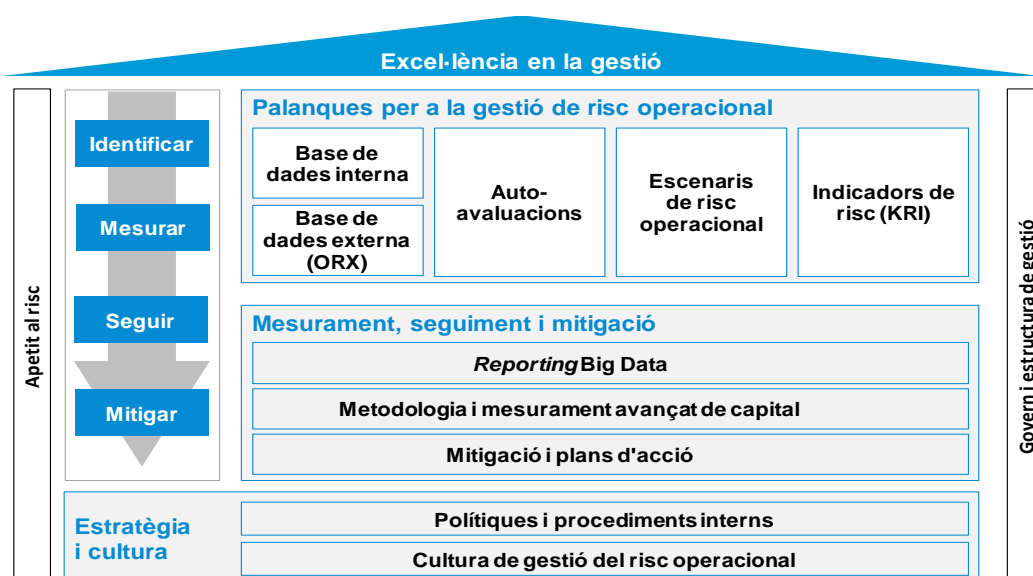 Excel·lència en la gestió
Apetit al risc
Identificar
Mesurar
Seguir
Mitigar
Palanques per a la gestió de risc operacional
Base de
dades interna
Base de
dades externa
(ORX)
Auto-
avaluacions
Escenaris
de risc
operacional
Indicadors de
risc (KRI)
Mesurament, seguiment i mitigació
Reporting Big Data
Metodologia i mesurament avançat de capital
Mitigació i plans d'acció
Estratègia
i cultura
Polítiques i procediments interns
Cultura de gestió del risc operacional
Govern i estructura de gestió